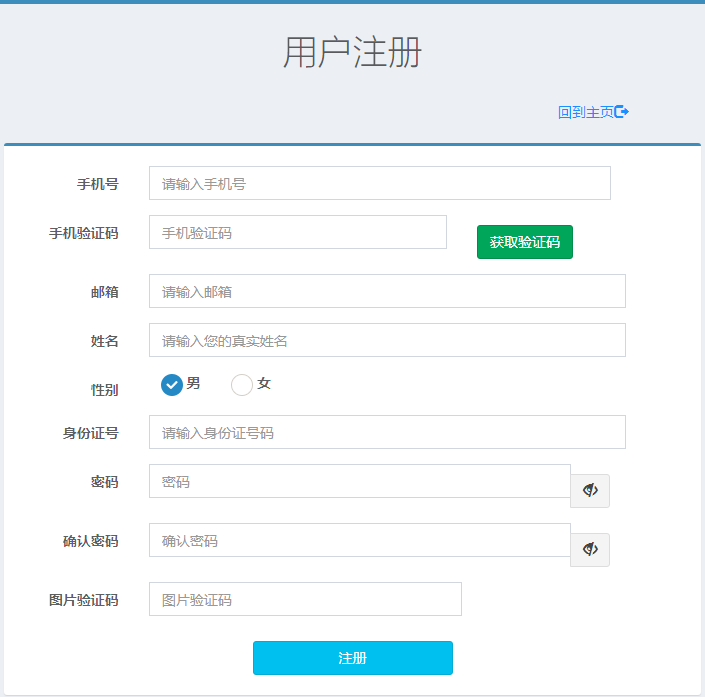 用户注册
回到主页
手机号 请输入手机号
手机验证码 手机验证码 获取验证码
邮箱 请输入邮箱
姓名 请输入您的真实姓名
性别 男 女
身份证号 请输入身份证号码
密码 密码
确认密码 确认密码
图片验证码 图片验证码
注册